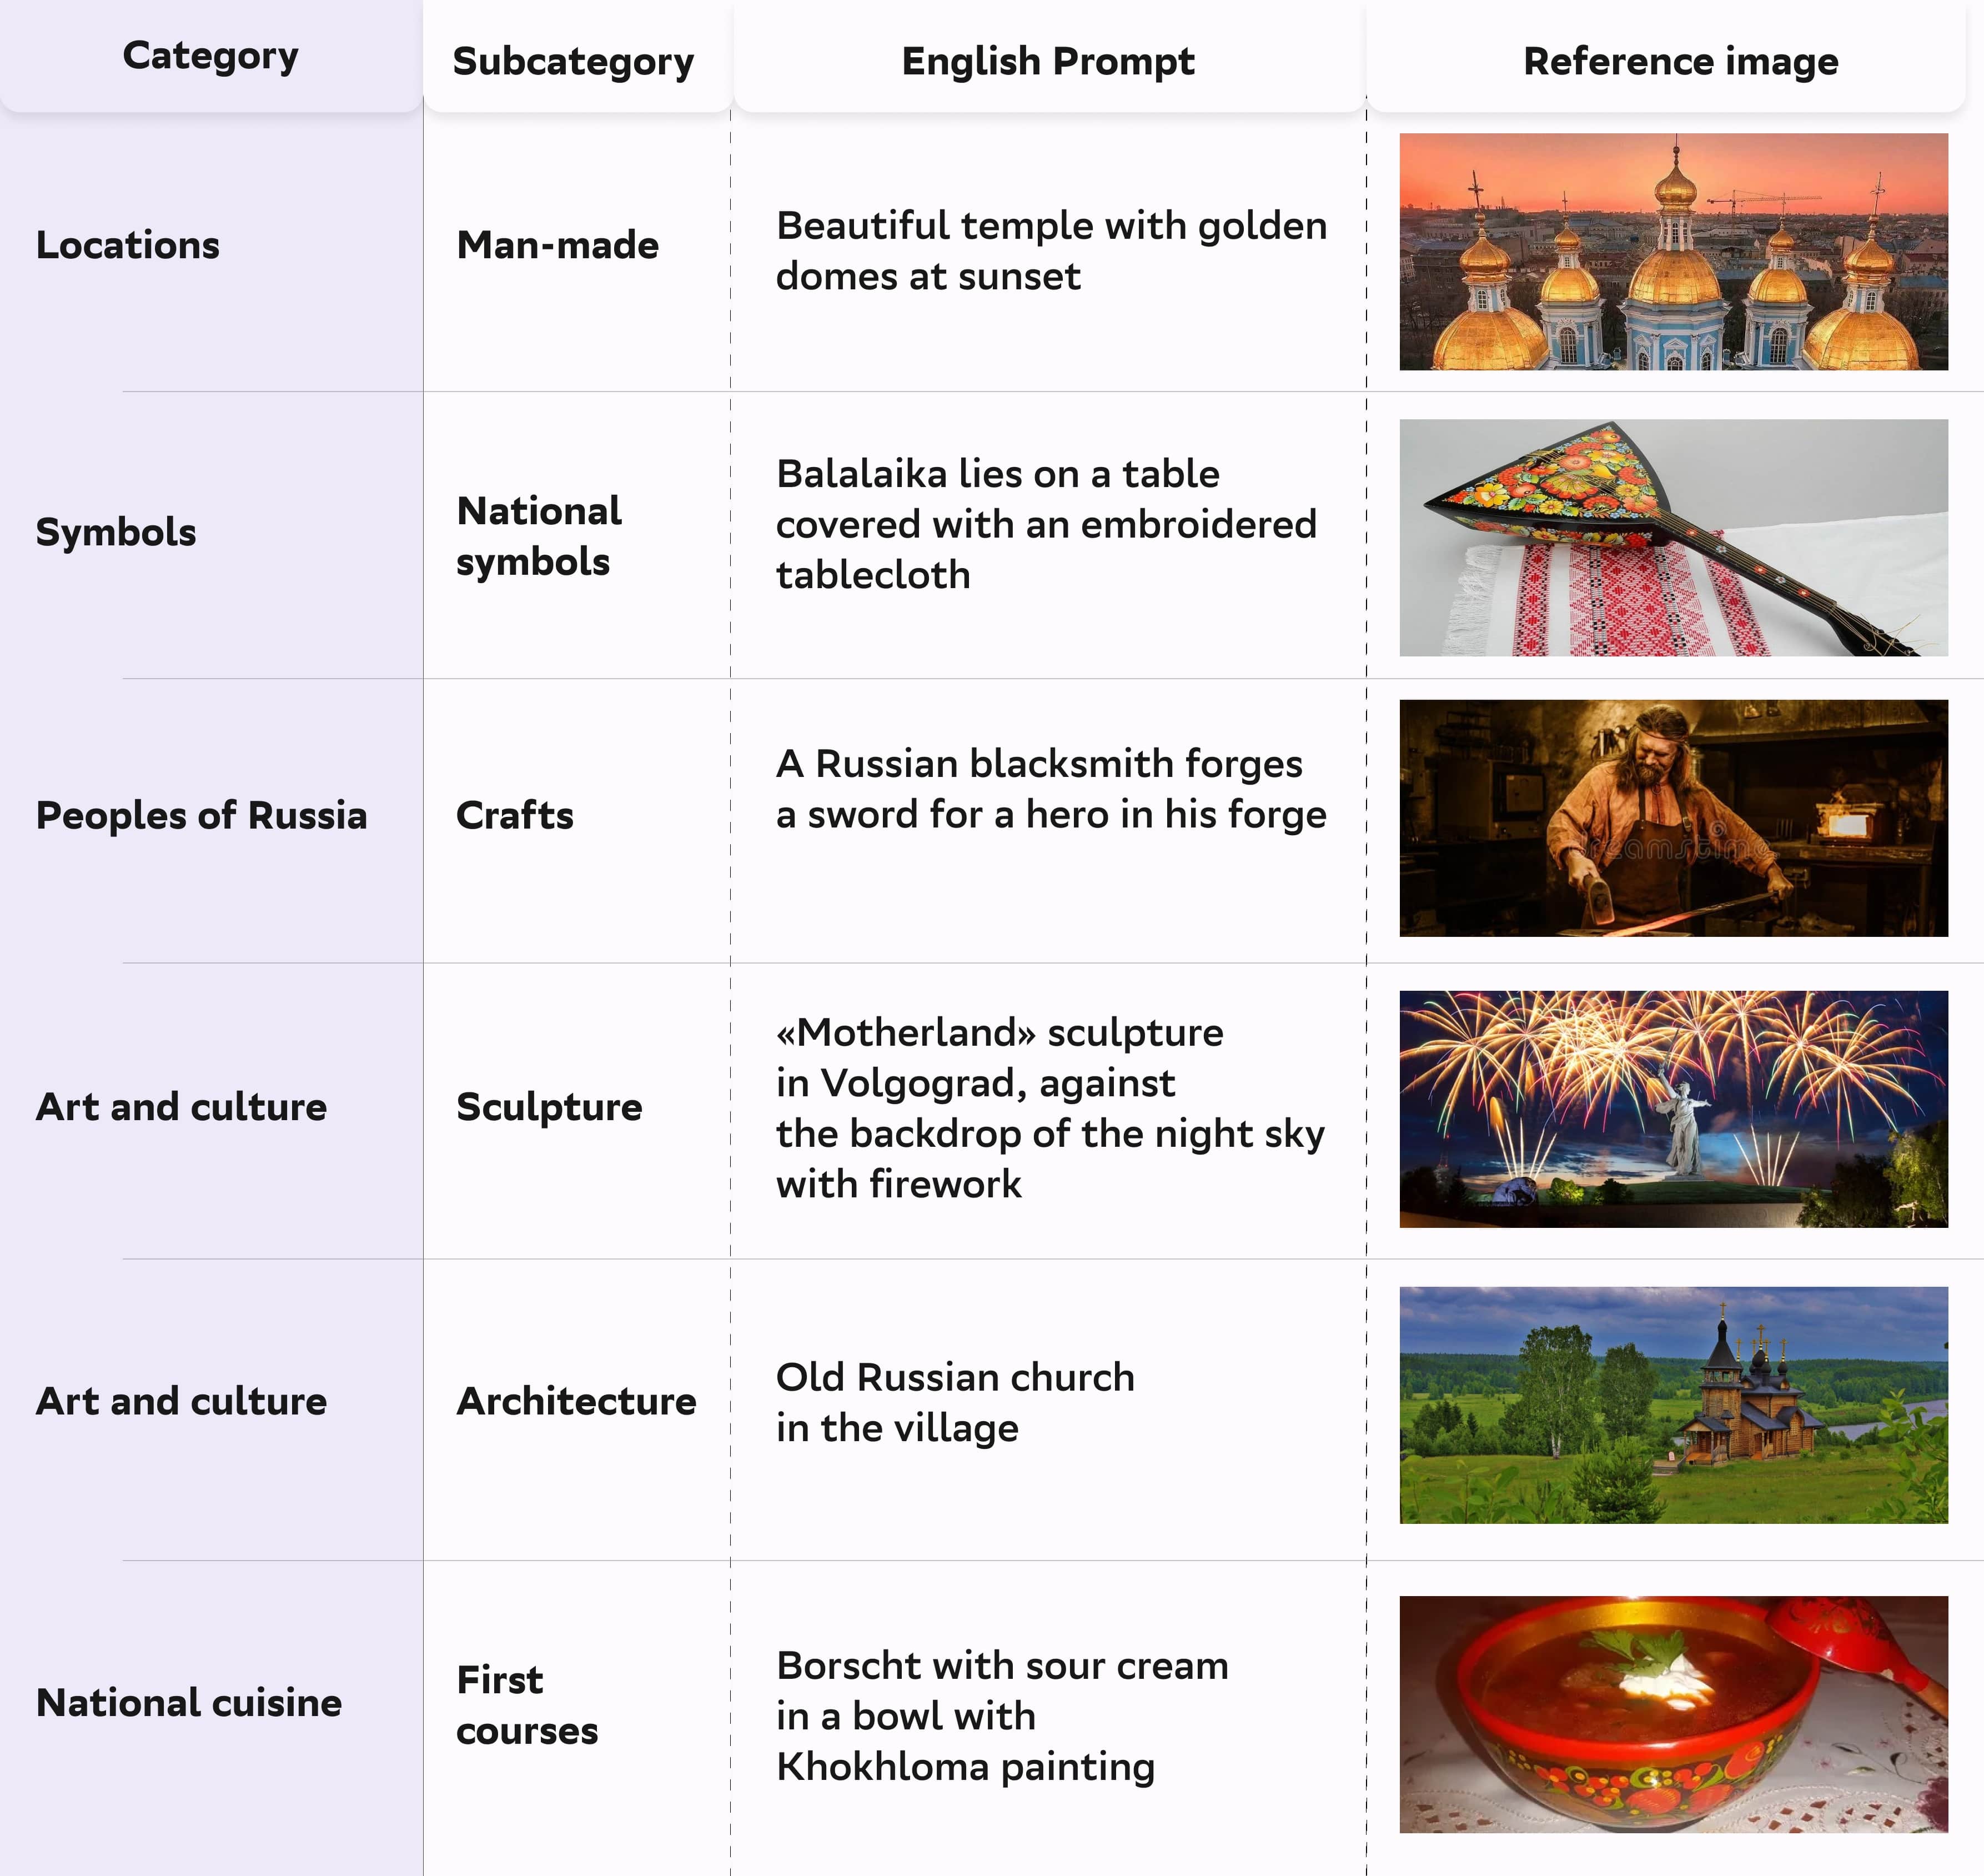 Category
Subcategory
English Prompt
Reference image
Locations
Man-made
Beautiful temple with golden
domes at sunset
Symbols
National
symbols
Balalaika lies on a table
covered with an embroidered
tablecloth
Peoples of Russia
Crafts
A Russian blacksmith forges
a sword for a hero in his forge
dreamstime
Art and culture
Sculpture
«Motherland» sculpture
in Volgograd, against
the backdrop of the night sky
with firework
Art and culture
Architecture
Old Russian church
in the village
National cuisine
First
courses
Borscht with sour cream
in a bowl with
Khokhloma painting